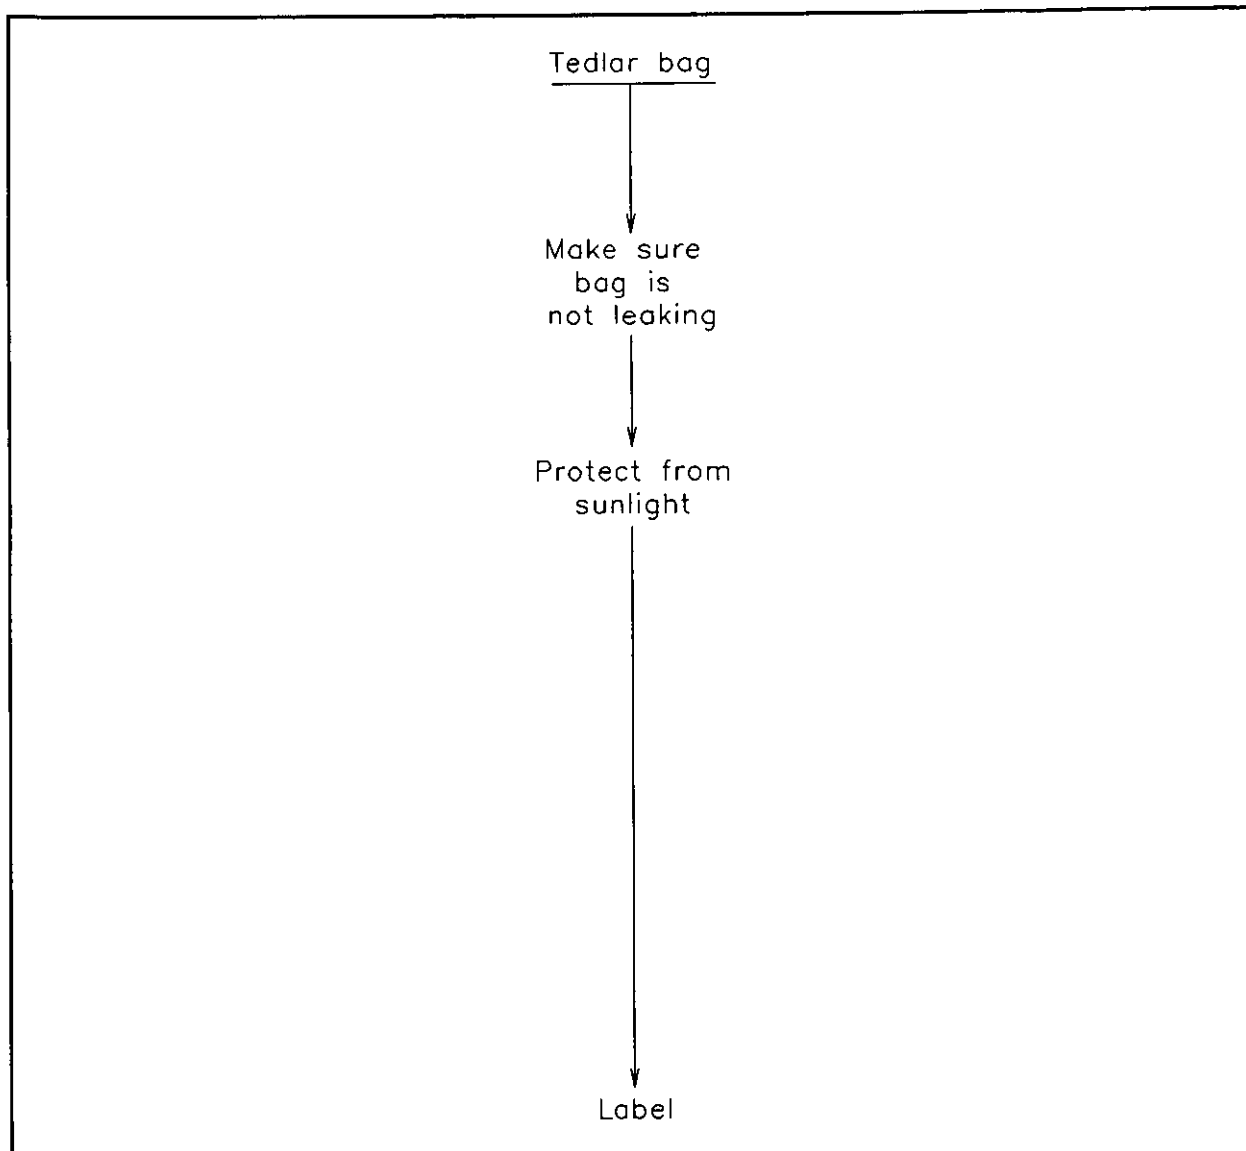 Tedlar bag
Make sure
bag is
not leaking
Protect from
sunlight
Label